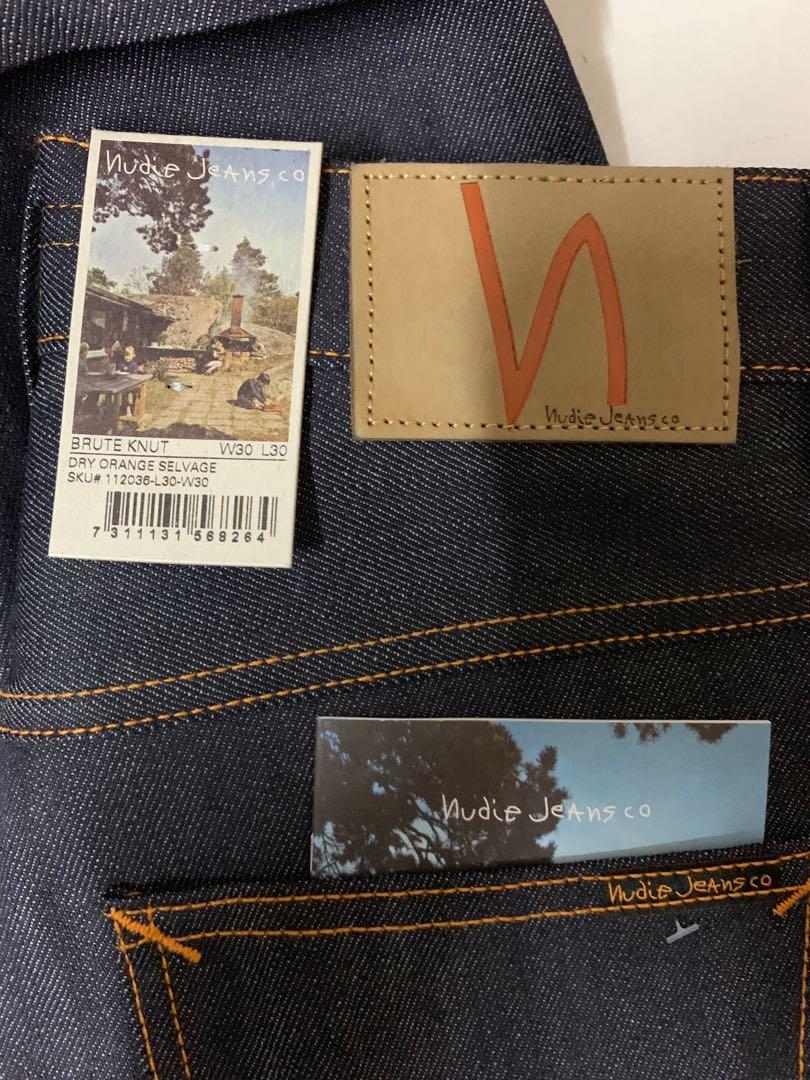 Nudie Jeans co
BRUTE KNUT W30 L30
DRY ORANGE SELVAGE
SKU# 112036-L30-W30
7 311131 568264
Nudie Jeans co
Nudie Jeans co
Nudie Jeans co